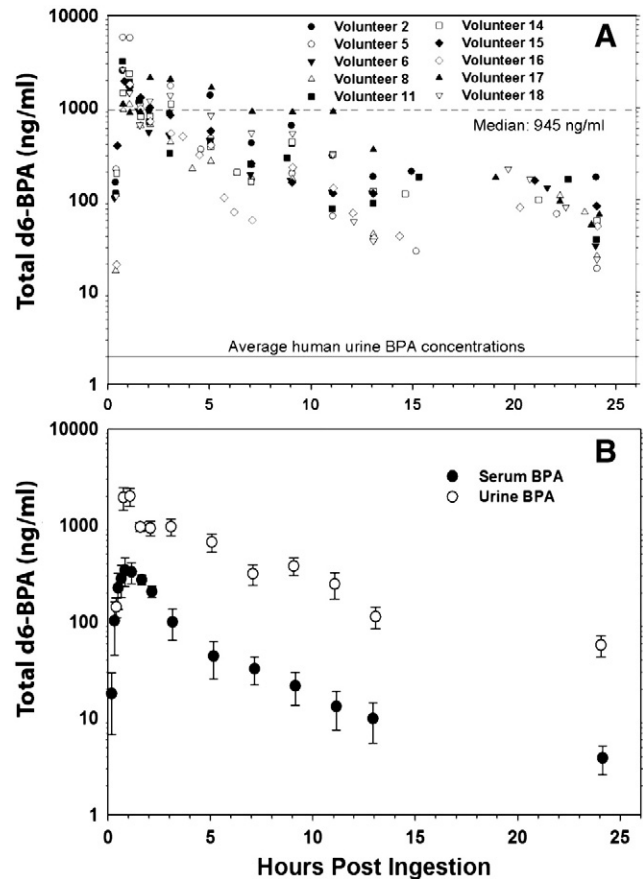 10000
1000
100
10
1
Total d6-BPA (ng/ml)
A
Volunteer 2
Volunteer 5
Volunteer 6
Volunteer 8
Volunteer 11
Volunteer 14
Volunteer 15
Volunteer 16
Volunteer 17
Volunteer 18
Median: 945 ng/ml
Average human urine BPA concentrations
0 5 10 15 20 25
10000
1000
100
10
1
Total d6-BPA (ng/ml)
B
Serum BPA
Urine BPA
0 5 10 15 20 25
Hours Post Ingestion